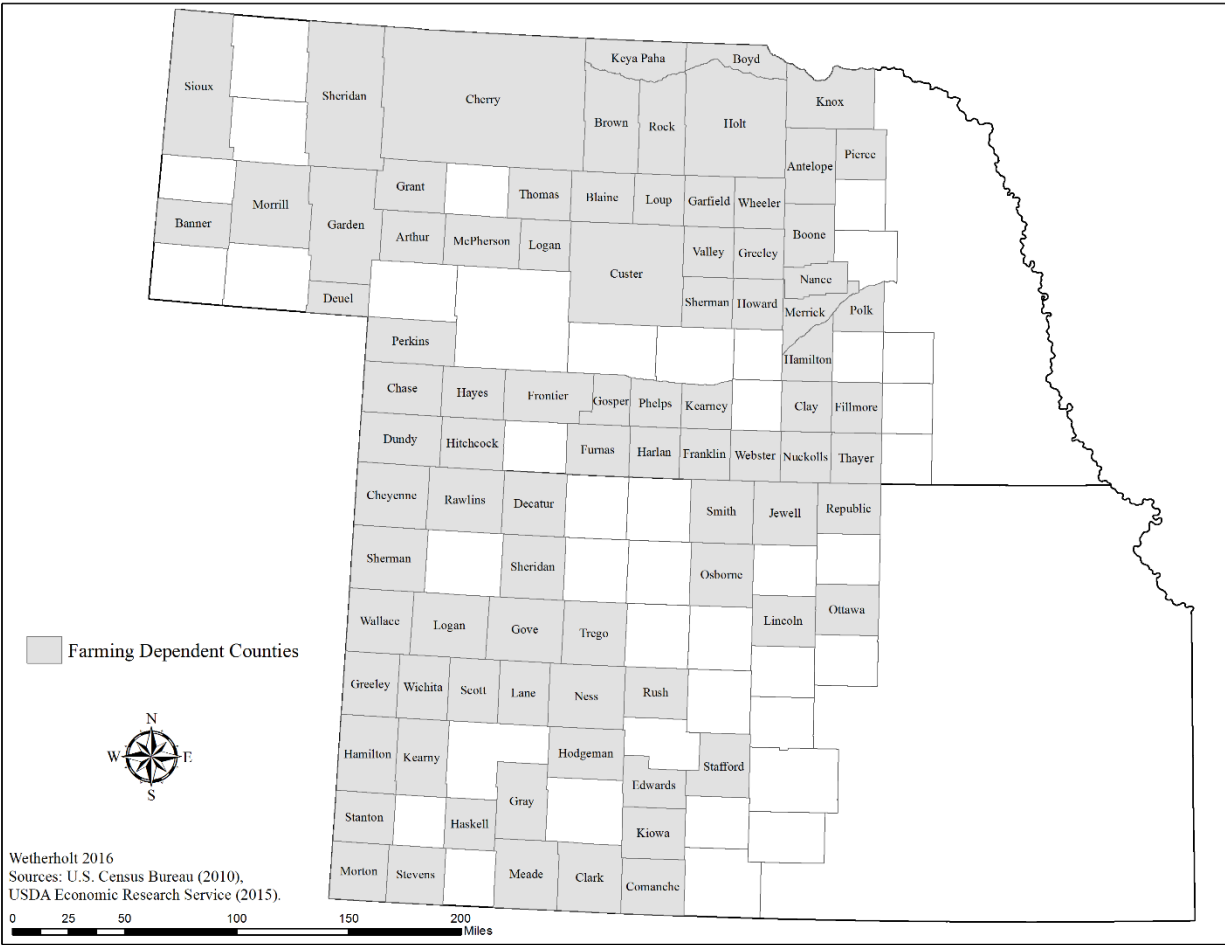 Keya Paha
Boyd
Sioux
Sheridan
Cherry
Knox
Brown
Rock
Holt
Antelope
Pierce
Grant
Thomas
Blaine
Loup
Garfield
Wheeler
Morrill
Banner
Garden
Arthur
McPherson
Logan
Valley
Greeley
Boone
Custer
Nance
Deuel
Sherman
Howard
Merrick
Polk
Perkins
Hamilton
Chase
Hayes
Frontier
Gosper
Phelps
Kearney
Clay
Fillmore
Dundy
Hitchcock
Furnas
Harlan
Franklin
Webster
Nuckolls
Thayer
Cheyenne
Rawlins
Decatur
Smith
Jewell
Republic
Sherman
Sheridan
Osborne
Ottawa
Wallace
Logan
Gove
Trego
Lincoln
Farming Dependent Counties
Greeley
Wichita
Scott
Lane
Ness
Rush
N
W
E
S
Hamilton
Kearny
Hodgeman
Stafford
Edwards
Gray
Stanton
Haskell
Kiowa
Morton
Stevens
Meade
Clark
Comanche
Wetherholt 2016
Sources: U.S. Census Bureau (2010),
USDA Economic Research Service (2015).
0 25 50 100 150 200
Miles